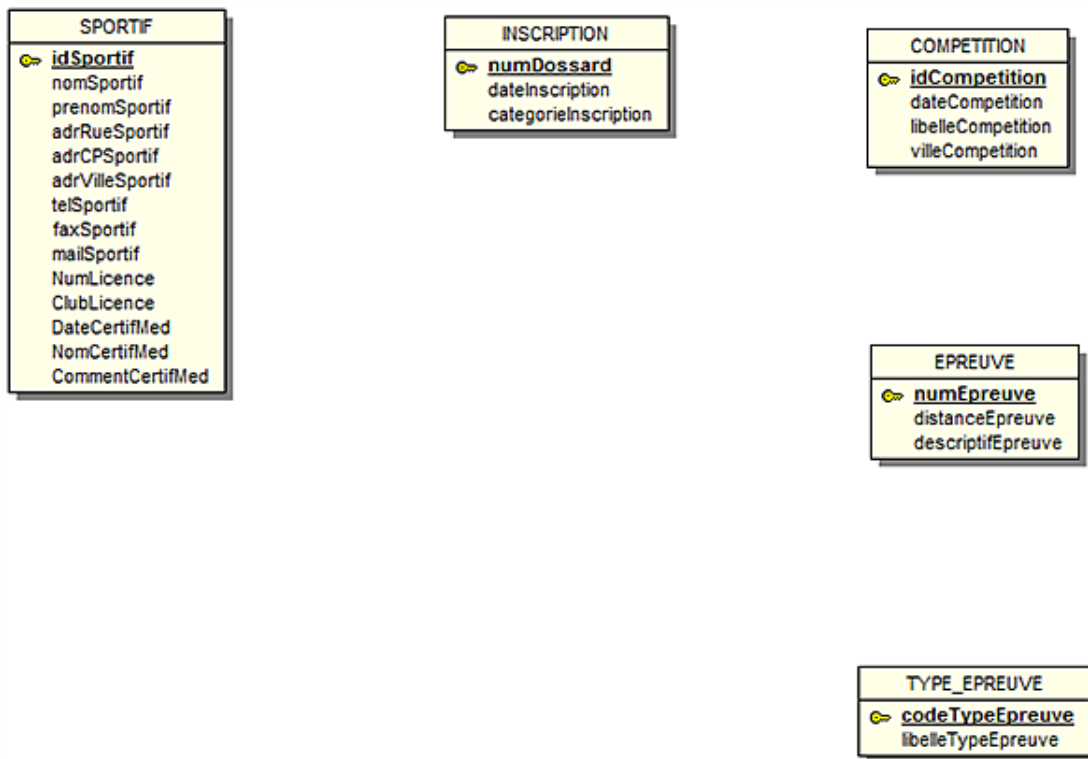 SPORTIF
idSportif
nomSportif
prenomSportif
adrRueSportif
adrCPSportif
adrVilleSportif
telSportif
faxSportif
mailSportif
NumLicence
ClubLicence
DateCertifMed
NomCertifMed
CommentCertifMed
INSCRIPTION
numDossard
dateInscription
categorieInscription
COMPETITION
idCompetition
dateCompetition
libelleCompetition
villeCompetition
EPREUVE
numEpreuve
distanceEpreuve
descriptifEpreuve
TYPE_EPREUVE
codeTypeEpreuve
libelleTypeEpreuve